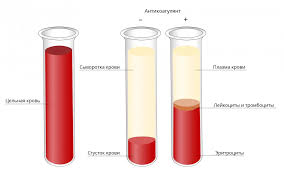 Антикоагулянт
– +
Сыворотка крови
Плазма крови
Цельная кровь
Лейкоциты и тромбоциты
Сгусток крови
Эритроциты